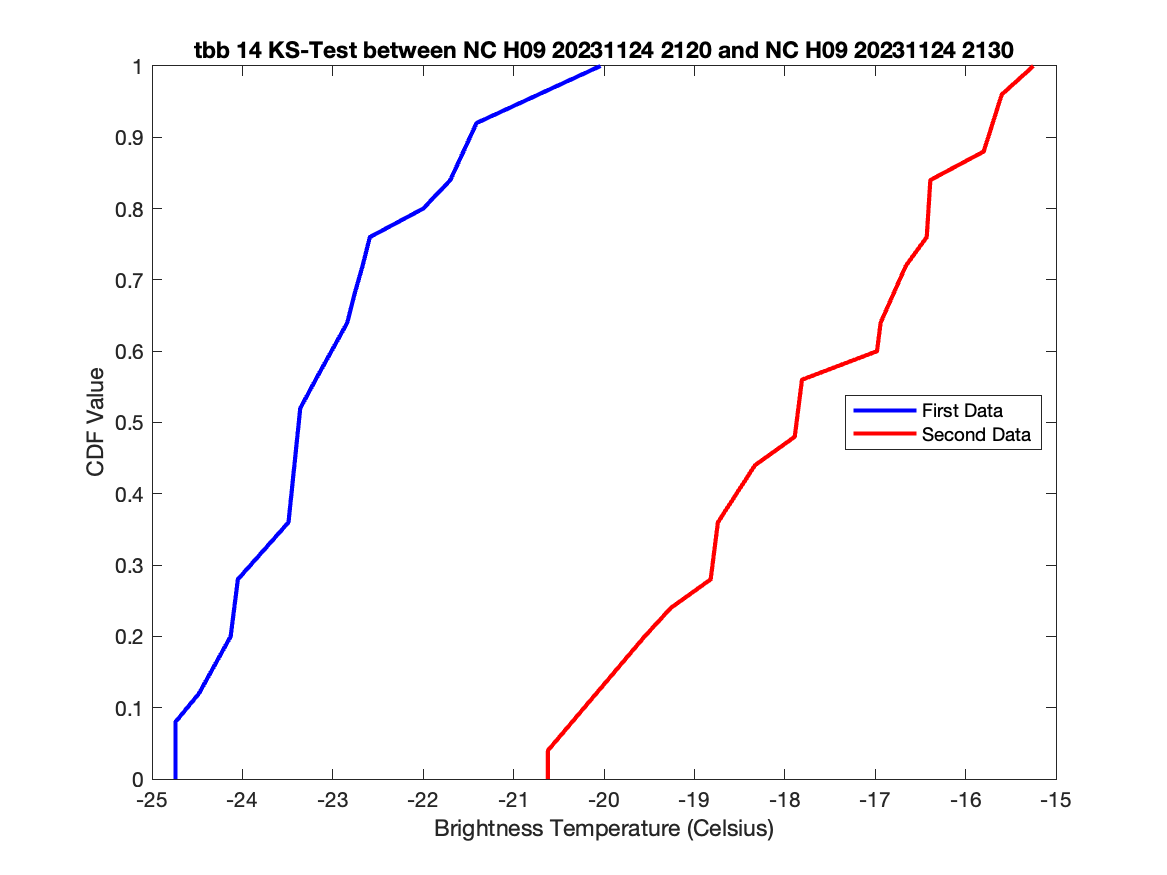 tbb 14 KS-Test between NC H09 20231124 2120 and NC H09 20231124 2130
1
0.9
0.8
0.7
0.6
0.5
0.4
0.3
0.2
0.1
0
CDF Value
First Data
Second Data
-25 -24 -23 -22 -21 -20 -19 -18 -17 -16 -15
Brightness Temperature (Celsius)